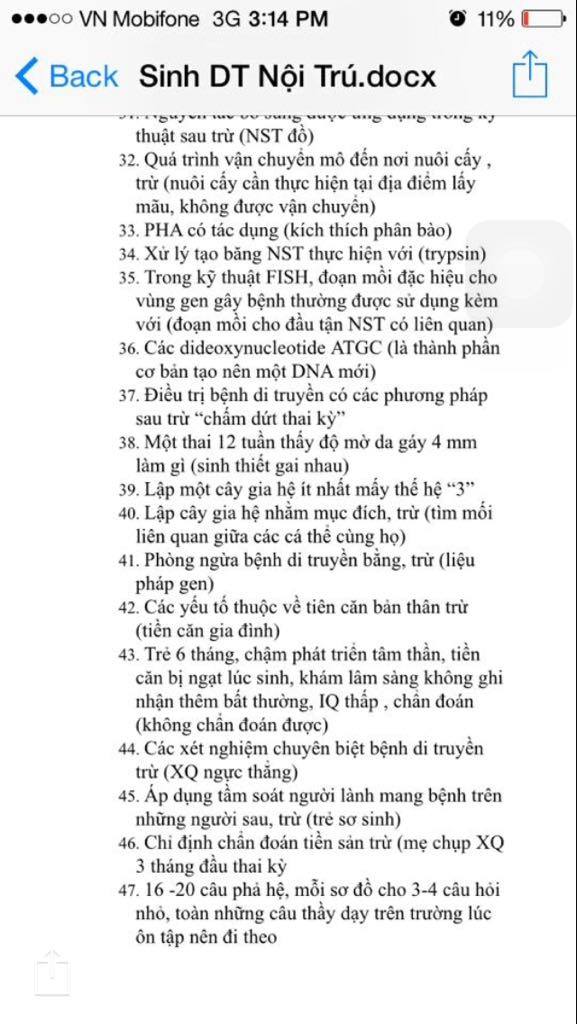 VN Mobifone 3G 3:14 PM 11%
Back Sinh DT Nội Trú.docx
thuật sau trừ (NST đồ)
32. Quá trình vận chuyển mô đến nơi nuôi cấy ,
trừ (nuôi cấy cần thực hiện tại địa điểm lấy
mẫu, không được vận chuyển)
33. PHA có tác dụng (kích thích phân bào)
34. Xử lý tạo băng NST thực hiện với (trypsin)
35. Trong kỹ thuật FISH, đoạn mồi đặc hiệu cho
vùng gen gây bệnh thường được sử dụng kèm
với (đoạn mồi cho đầu tận NST có liên quan)
36. Các dideoxynucleotide ATGC (là thành phần
cơ bản tạo nên một DNA mới)
37. Điều trị bệnh di truyền có các phương pháp
sau trừ “chấm dứt thai kỳ”
38. Một thai 12 tuần thấy độ mờ da gáy 4 mm
làm gì (sinh thiết gai nhau)
39. Lập một cây gia hệ ít nhất mấy thế hệ “3”
40. Lập cây gia hệ nhằm mục đích, trừ (tìm mối
liên quan giữa các cá thể cùng họ)
41. Phòng ngừa bệnh di truyền bằng, trừ (liệu
pháp gen)
42. Các yếu tố thuộc về tiên căn bản thân trừ
(tiền căn gia đình)
43. Trẻ 6 tháng, chậm phát triển tâm thần, tiền
căn bị ngạt lúc sinh, khám lâm sàng không ghi
nhận thêm bất thường, IQ thấp , chẩn đoán
(không chẩn đoán được)
44. Các xét nghiệm chuyên biệt bệnh di truyền
trừ (XQ ngực thẳng)
45. Áp dụng tầm soát người lành mang bệnh trên
những người sau, trừ (trẻ sơ sinh)
46. Chỉ định chẩn đoán tiền sản trừ (mẹ chụp XQ
3 tháng đầu thai kỳ
47. 16 -20 câu phả hệ, mỗi sơ đồ cho 3-4 câu hỏi
nhỏ, toàn những câu thầy dạy trên trường lúc
ôn tập nên đi theo